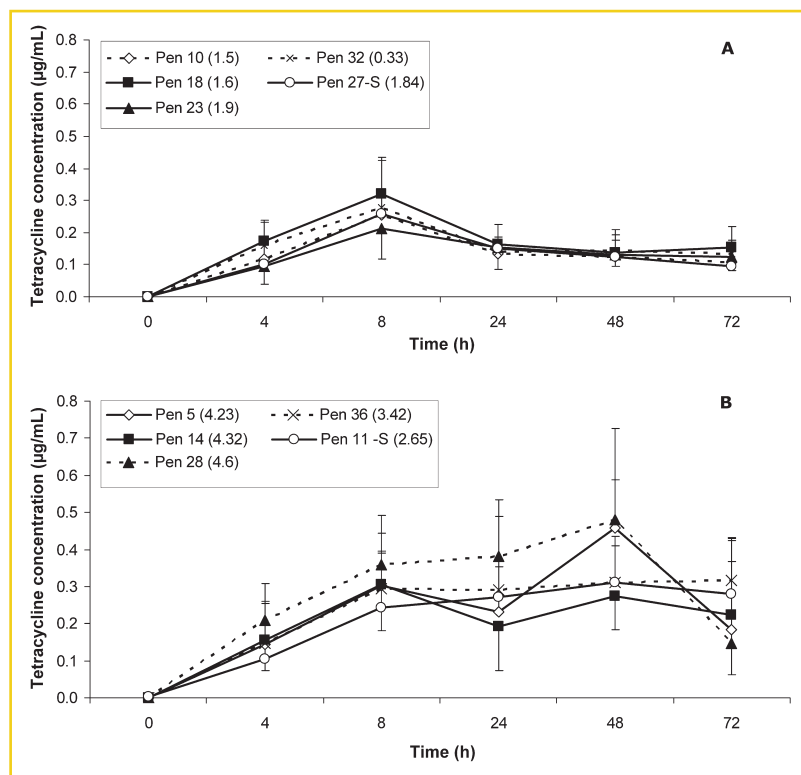 A
Tetracycline concentration (µg/mL)
0.8
0.7
0.6
0.5
0.4
0.3
0.2
0.1
0.0
Pen 10 (1.5)
Pen 32 (0.33)
Pen 18 (1.6)
Pen 27-S (1.84)
Pen 23 (1.9)
0 4 8 24 48 72
Time (h)
B
Tetracycline concentration (µg/mL)
0.8
0.7
0.6
0.5
0.4
0.3
0.2
0.1
0.0
Pen 5 (4.23)
Pen 36 (3.42)
Pen 14 (4.32)
Pen 11 -S (2.65)
Pen 28 (4.6)
0 4 8 24 48 72
Time (h)